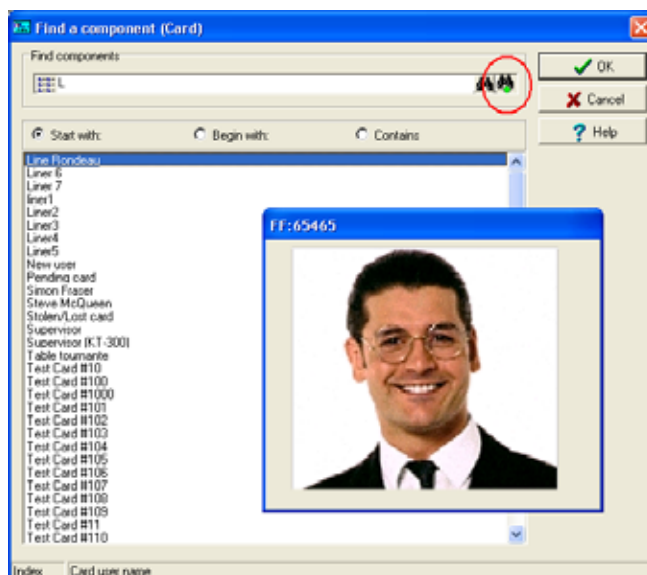 Find a component (Card)
Find components
L
OK
Cancel
Help
Start with:
Begin with:
Contains
Line Rondeau
Liner 6
Liner 7
liner1
Liner2
Liner3
Liner4
Liner5
New user
Pending card
Simon Fraser
Steve McQueen
Stolen/Lost card
Supervisor
Supervisor (KT-300)
Table tournante
Test Card #10
Test Card #100
Test Card #1000
Test Card #101
Test Card #102
Test Card #103
Test Card #104
Test Card #105
Test Card #106
Test Card #107
Test Card #108
Test Card #109
Test Card #11
Test Card #110
FF:65465
Index
Card user name